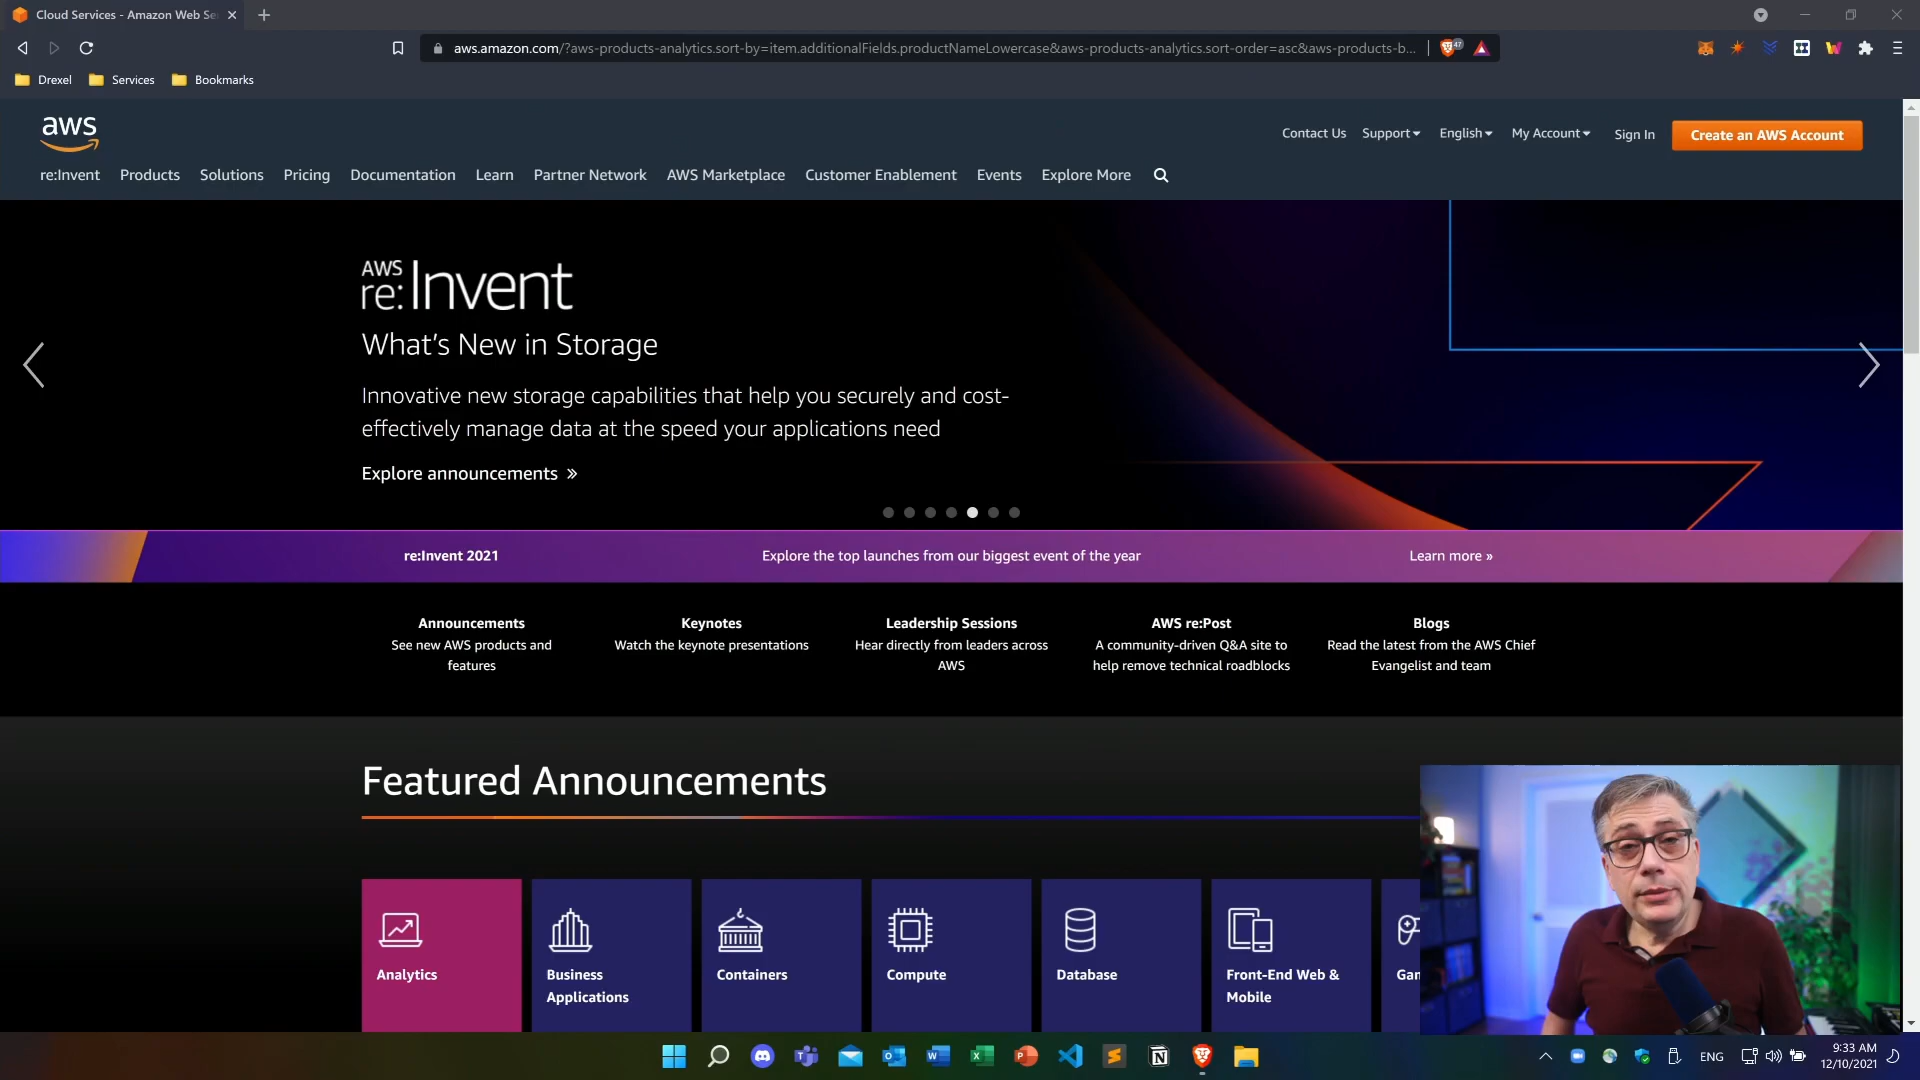 Cloud Services - Amazon Web Se
aws.amazon.com/?aws-products-analytics.sort-by=item.additionalFields.productNameLowercase&aws-products-analytics.sort-order=asc&aws-products-b...
47
Drexel
Services
Bookmarks
aws
Contact Us
Support
English
My Account
Sign In
Create an AWS Account
re:Invent
Products
Solutions
Pricing
Documentation
Learn
Partner Network
AWS Marketplace
Customer Enablement
Events
Explore More
AWS
re:Invent
What's New in Storage
Innovative new storage capabilities that help you securely and cost-
effectively manage data at the speed your applications need
Explore announcements »
re:Invent 2021
Explore the top launches from our biggest event of the year
Learn more »
Announcements
See new AWS products and
features
Keynotes
Watch the keynote presentations
Leadership Sessions
Hear directly from leaders across
AWS
AWS re:Post
A community-driven Q&A site to
help remove technical roadblocks
Blogs
Read the latest from the AWS Chief
Evangelist and team
Featured Announcements
Analytics
Business
Applications
Containers
Compute
Database
Front-End Web &
Mobile
Gan
ENG
9:33 AM
12/10/2021